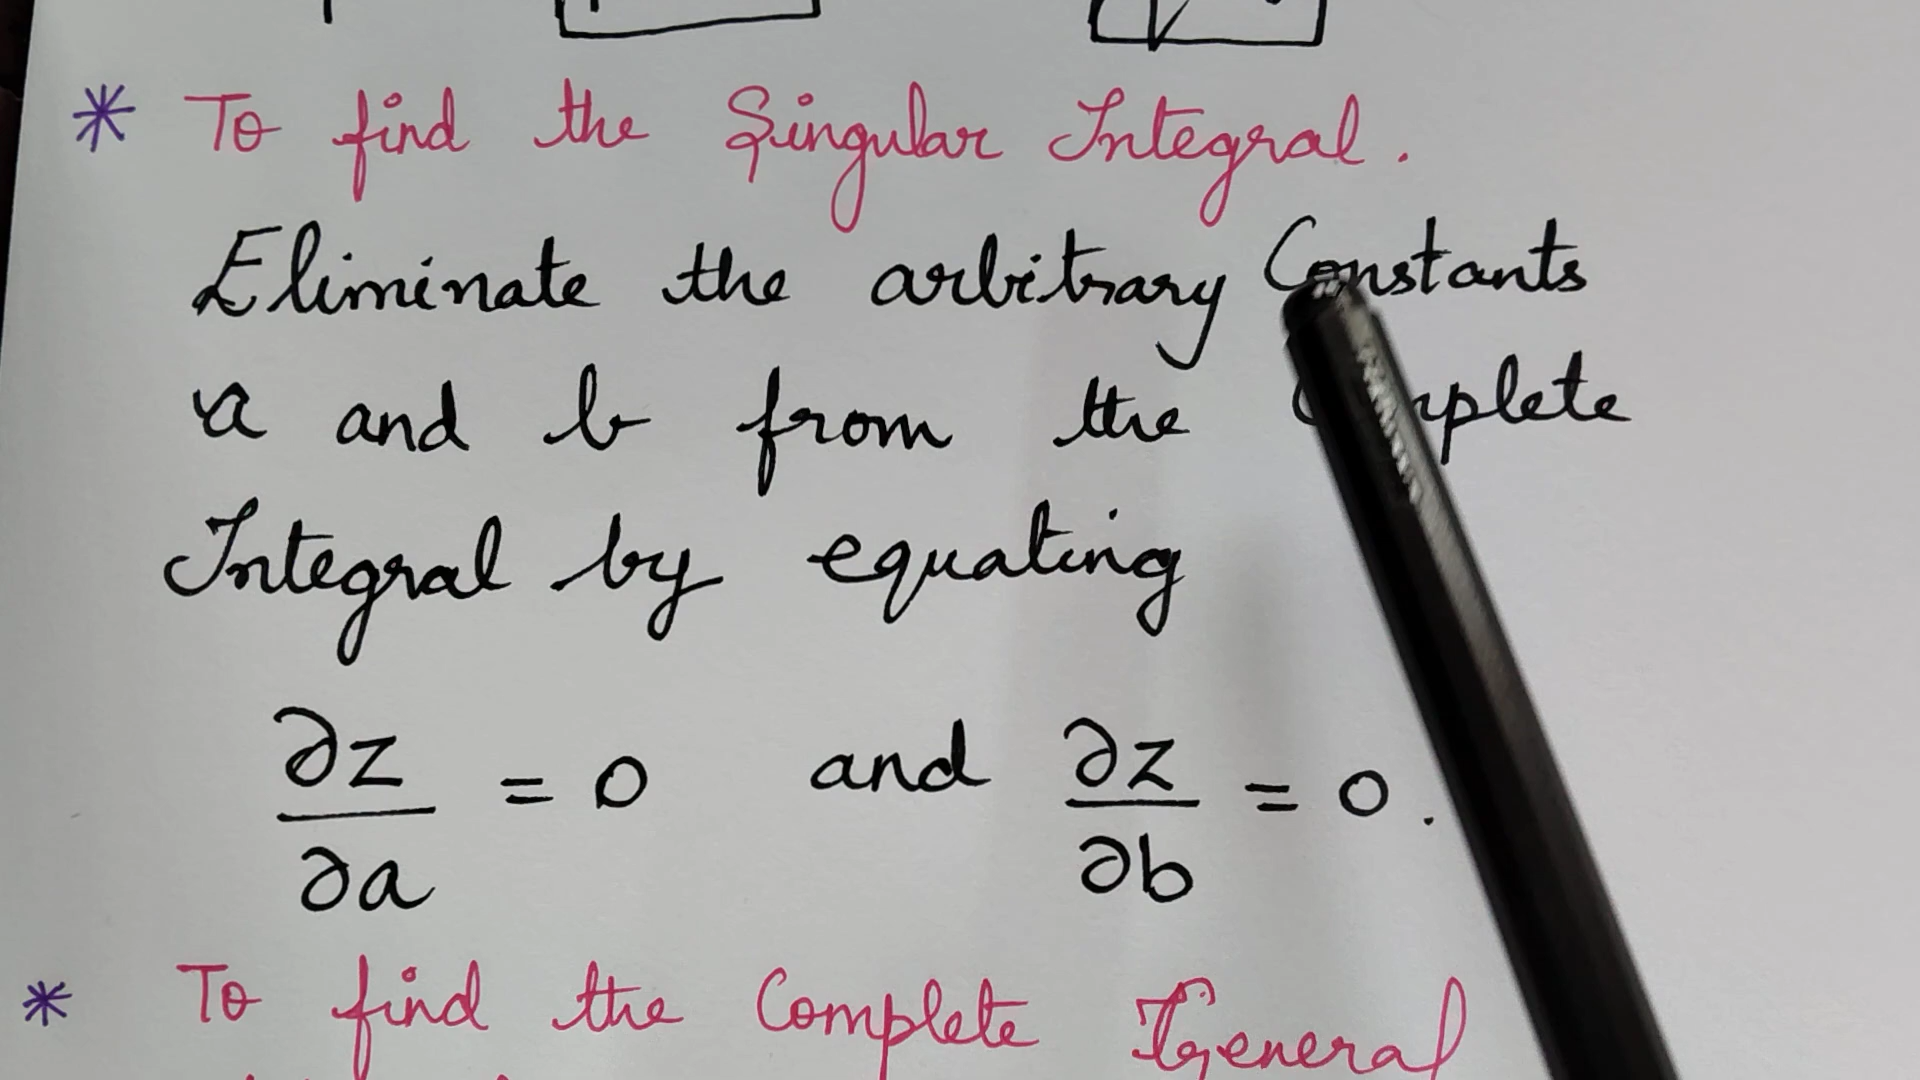 * To find the Singular Integral.
Eliminate the arbitrary Constants
a and b from the
Integral by equating
∂z/∂a = 0 and ∂z/∂b = 0.
* To find the Complete General